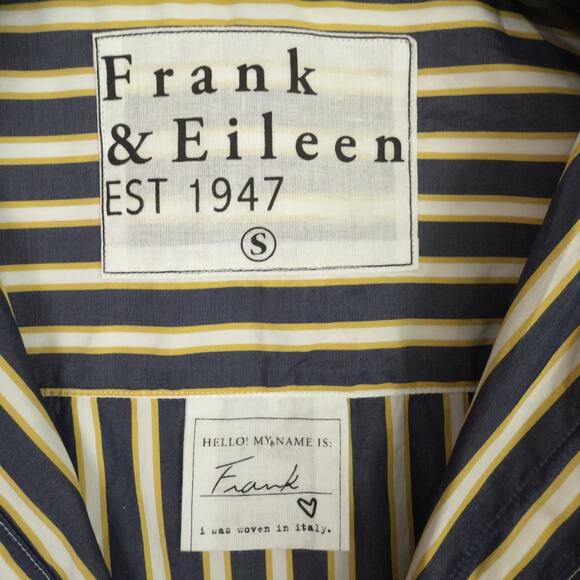 Frank
& Eileen
EST 1947
S
HELLO! MY NAME IS:
Frank
i was woven in italy.